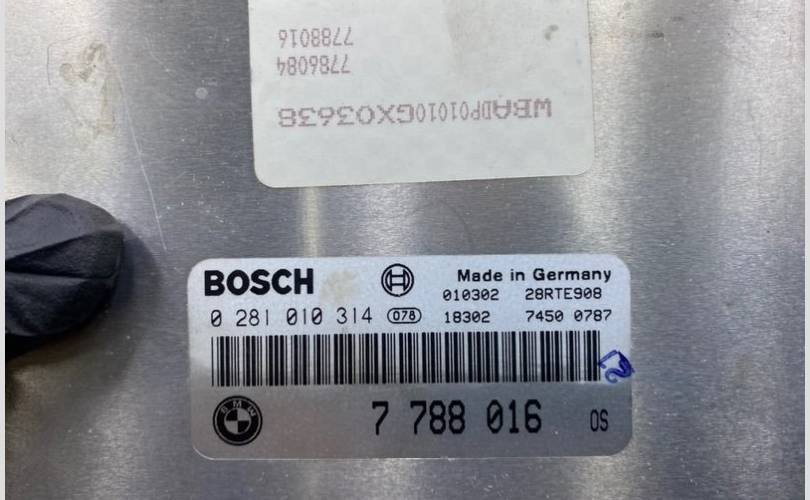 WBADP01010GX03638
7786084
7788016
BOSCH
Made in Germany
010302 28RTE908
0 281 010 314 078 18302 7450 0787
BMW
7 788 016 OS